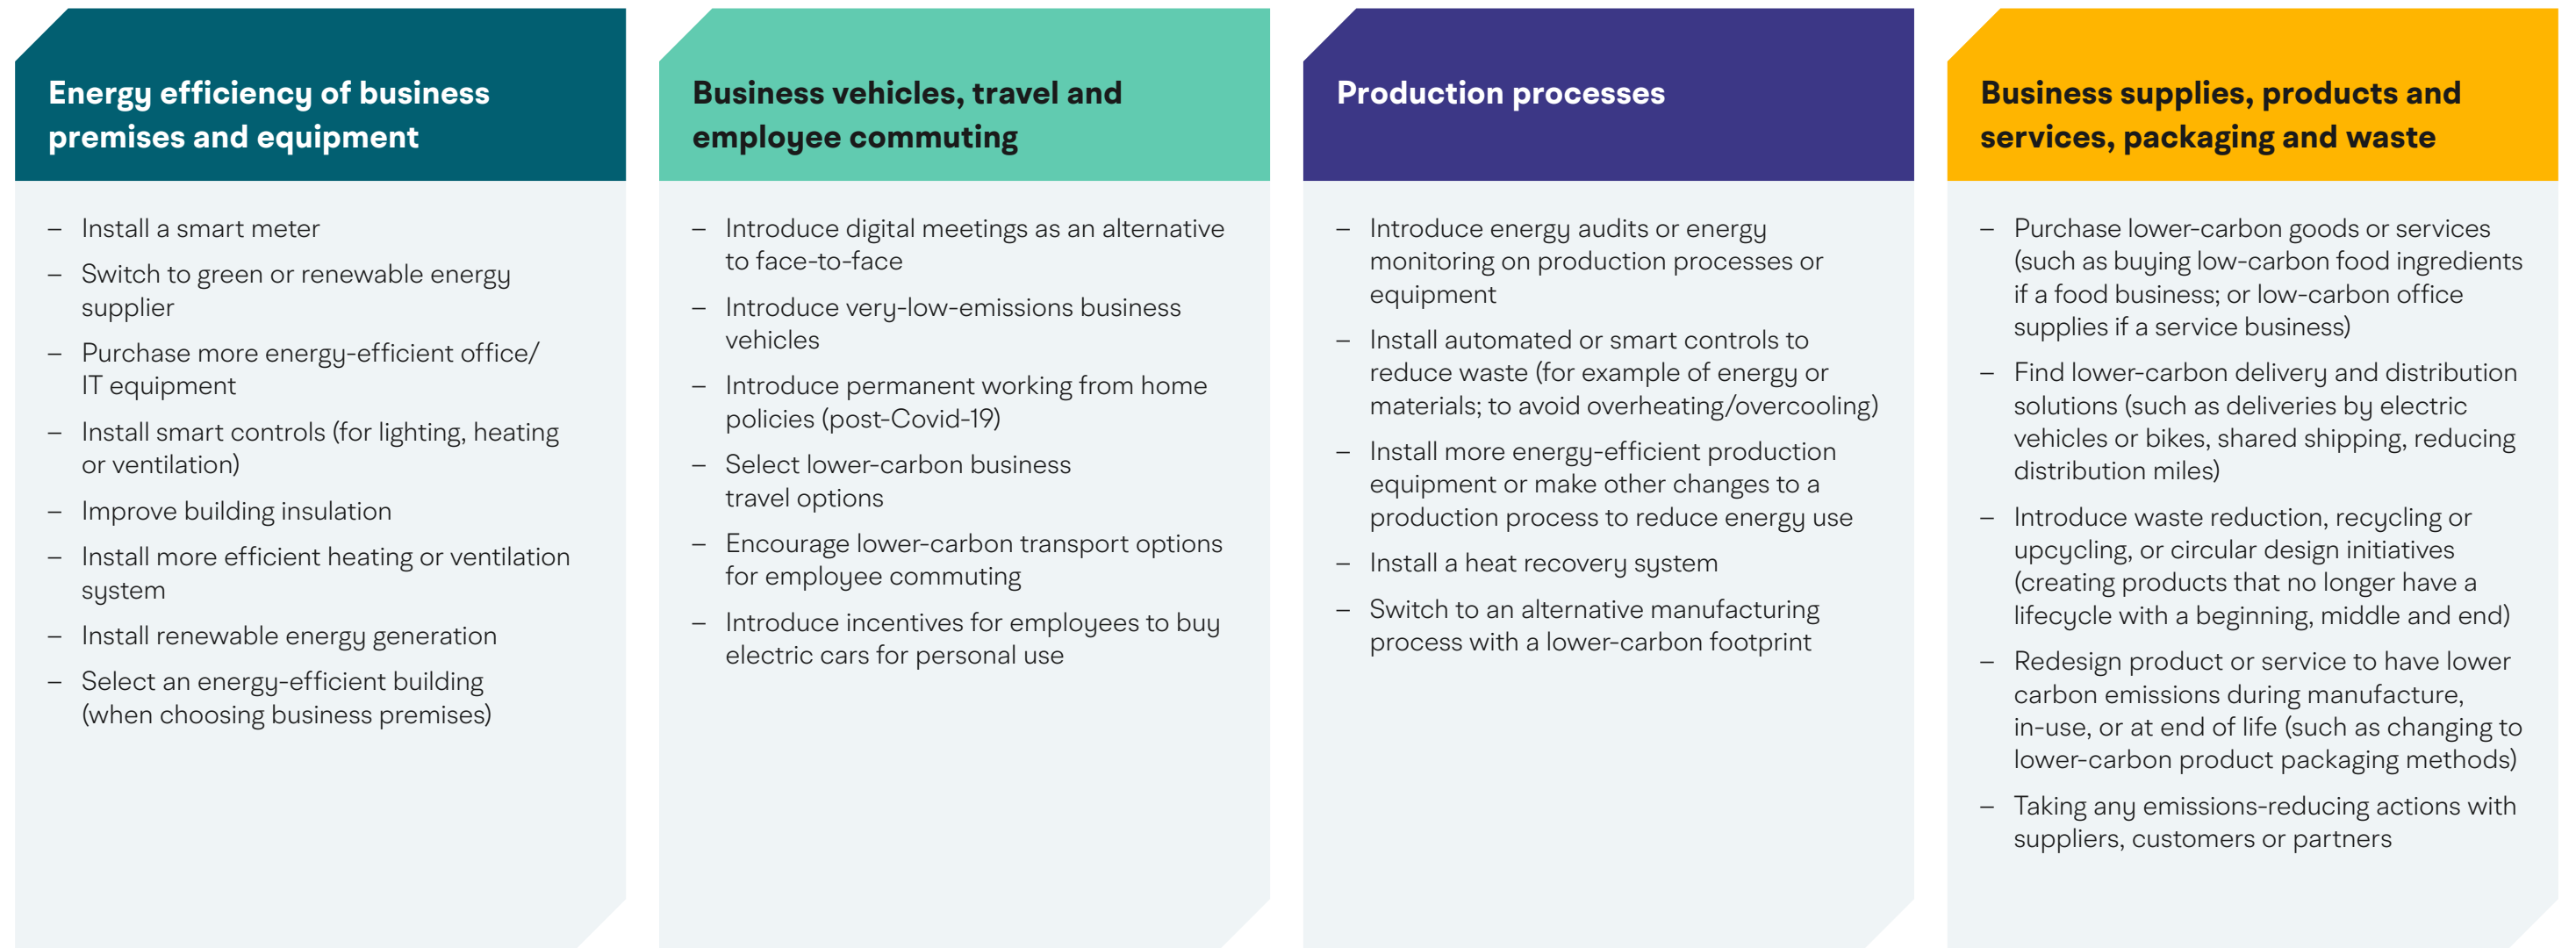 Energy efficiency of business
premises and equipment
– Install a smart meter
– Switch to green or renewable energy
supplier
– Purchase more energy-efficient office/
IT equipment
– Install smart controls (for lighting, heating
or ventilation)
– Improve building insulation
– Install more efficient heating or ventilation
system
– Install renewable energy generation
– Select an energy-efficient building
(when choosing business premises)
Business vehicles, travel and
employee commuting
– Introduce digital meetings as an alternative
to face-to-face
– Introduce very-low-emissions business
vehicles
– Introduce permanent working from home
policies (post-Covid-19)
– Select lower-carbon business
travel options
– Encourage lower-carbon transport options
for employee commuting
– Introduce incentives for employees to buy
electric cars for personal use
Production processes
– Introduce energy audits or energy
monitoring on production processes or
equipment
– Install automated or smart controls to
reduce waste (for example of energy or
materials; to avoid overheating/overcooling)
– Install more energy-efficient production
equipment or make other changes to a
production process to reduce energy use
– Install a heat recovery system
– Switch to an alternative manufacturing
process with a lower-carbon footprint
Business supplies, products and
services, packaging and waste
– Purchase lower-carbon goods or services
(such as buying low-carbon food ingredients
if a food business; or low-carbon office
supplies if a service business)
– Find lower-carbon delivery and distribution
solutions (such as deliveries by electric
vehicles or bikes, shared shipping, reducing
distribution miles)
– Introduce waste reduction, recycling or
upcycling, or circular design initiatives
(creating products that no longer have a
lifecycle with a beginning, middle and end)
– Redesign product or service to have lower
carbon emissions during manufacture,
in-use, or at end of life (such as changing to
lower-carbon product packaging methods)
– Taking any emissions-reducing actions with
suppliers, customers or partners